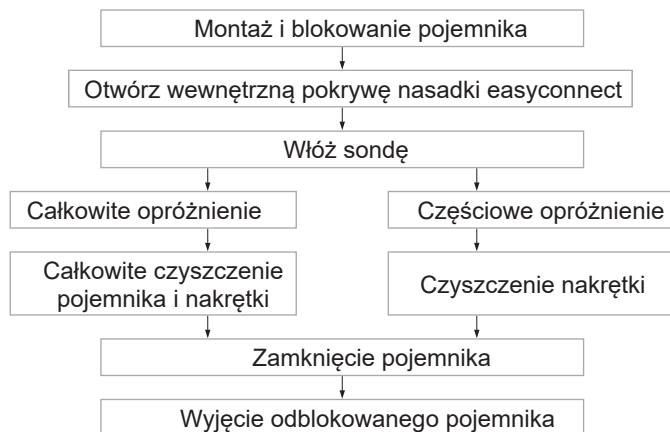 Montaż i blokowanie pojemnika
Otwórz wewnętrzną pokrywę nasadki easyconnect
Włóż sondę
Całkowite opróżnienie
Częściowe opróżnienie
Całkowite czyszczenie
pojemnika i nakrętki
Czyszczenie nakrętki
Zamknięcie pojemnika
Wyjęcie odblokowanego pojemnika